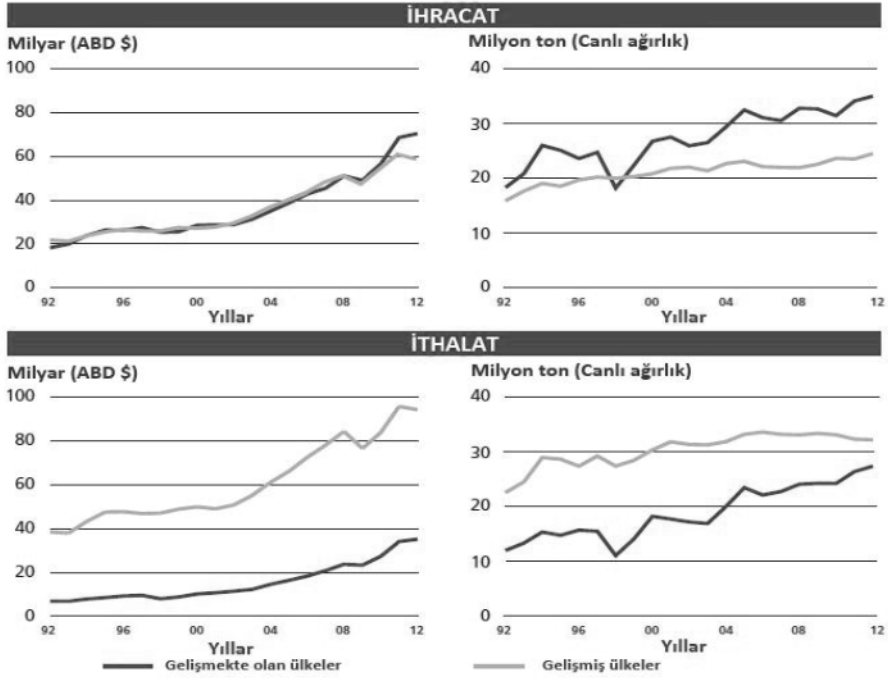 İHRACAT
Milyar (ABD $)
100
80
60
40
20
0
92 96 00 04 08 12
Yıllar
Milyon ton (Canlı ağırlık)
40
30
20
10
0
92 96 00 04 08 12
Yıllar
İTHALAT
Milyar (ABD $)
100
80
60
40
20
0
92 96 00 04 08 12
Yıllar
Milyon ton (Canlı ağırlık)
40
30
20
10
0
92 96 00 04 08 12
Yıllar
Gelişmekte olan ülkeler
Gelişmiş ülkeler